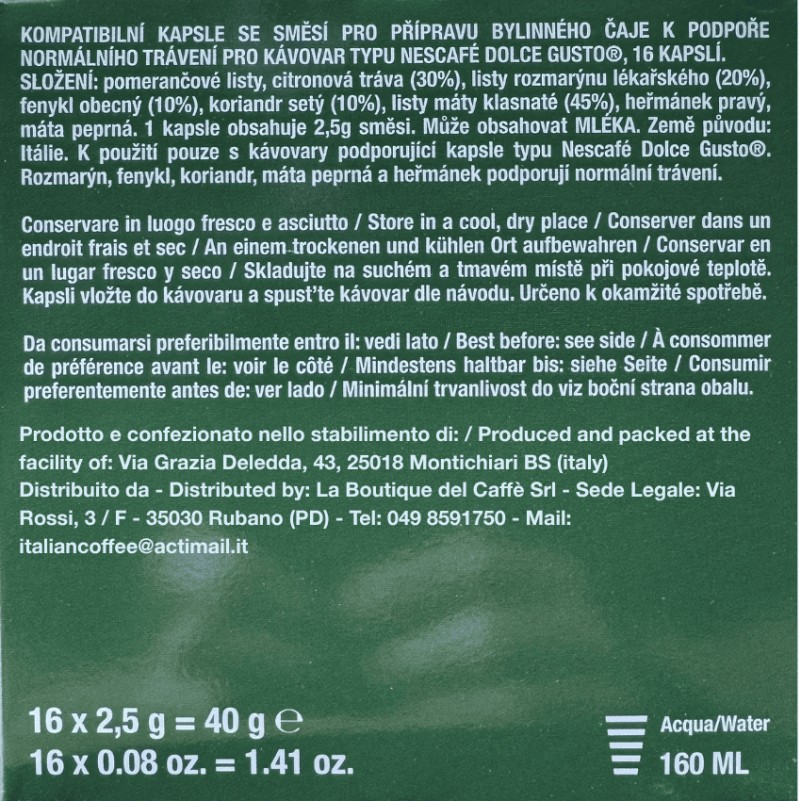 KOMPATIBILNÍ KAPSLE SE SMĚSÍ PRO PŘÍPRAVU BYLINNÉHO ČAJE K PODPOŘE
NORMÁLNÍHO TRÁVENÍ PRO KÁVOVAR TYPU NESCAFÉ DOLCE GUSTO®, 16 KAPSLÍ.
SLOŽENÍ: pomerančové listy, citronová tráva (30%), listy rozmarýnu lékařského (20%),
fenykl obecný (10%), koriandr setý (10%), listy máty klasnaté (45%), heřmánek pravý,
máta peprná. 1 kapsle obsahuje 2,5g směsi. Může obsahovat MLÉKA. Země původu:
Itálie. K použití pouze s kávovary podporující kapsle typu Nescafé Dolce Gusto®.
Rozmarýn, fenykl, koriandr, máta peprná a heřmánek podporují normální trávení.
Conservare in luogo fresco e asciutto / Store in a cool, dry place / Conserver dans un
endroit frais et sec / An einem trockenen und kühlen Ort aufbewahren / Conservar en
un lugar fresco y seco / Skladujte na suchém a tmavém místě při pokojové teplotě.
Kapsli vložte do kávovaru a spusťte kávovar dle návodu. Určeno k okamžité spotřebě.
Da consumarsi preferibilmente entro il: vedi lato / Best before: see side / À consommer
de préférence avant le: voir le côté / Mindestens haltbar bis: siehe Seite / Consumir
preferentemente antes de: ver lado / Minimální trvanlivost do viz boční strana obalu.
Prodotto e confezionato nello stabilimento di: / Produced and packed at the
facility of: Via Grazia Deledda, 43, 25018 Montichiari BS (italy)
Distribuito da - Distributed by: La Boutique del Caffè Srl - Sede Legale: Via
Rossi, 3 / F - 35030 Rubano (PD) - Tel: 049 8591750 - Mail:
italiancoffee@actimail.it
16 x 2,5 g = 40 g ℮
16 x 0.08 oz. = 1.41 oz.
Acqua/Water
160 ML